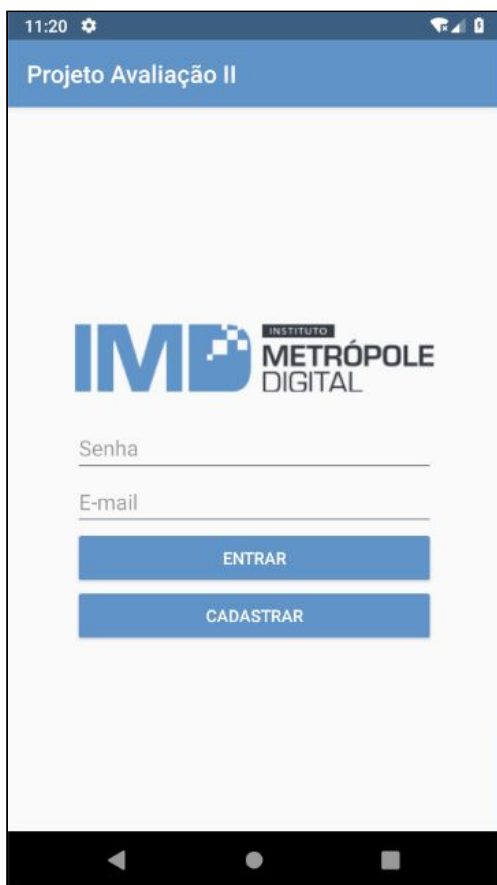 11:20
Projeto Avaliação II
IMD
INSTITUTO
METRÓPOLE
DIGITAL
Senha
E-mail
ENTRAR
CADASTRAR